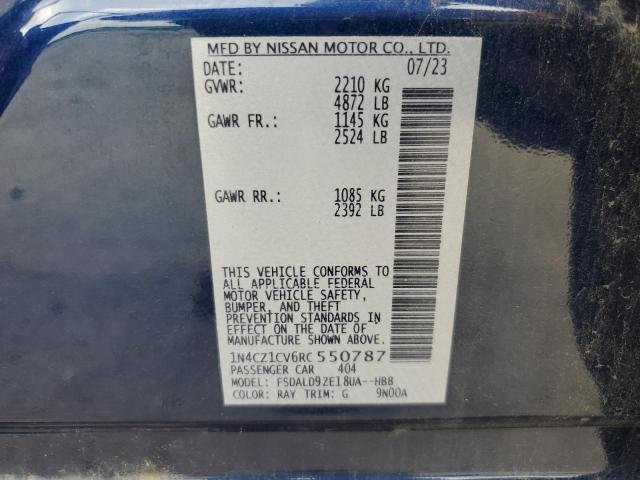 MFD BY NISSAN MOTOR CO., LTD.
DATE: 07/23
GVWR: 2210 KG
4872 LB
GAWR FR.: 1145 KG
2524 LB
GAWR RR.: 1085 KG
2392 LB
THIS VEHICLE CONFORMS TO
ALL APPLICABLE FEDERAL
MOTOR VEHICLE SAFETY,
BUMPER, AND THEFT
PREVENTION STANDARDS IN
EFFECT ON THE DATE OF
MANUFACTURE SHOWN ABOVE.
1N4CZ1CV6RC550787
PASSENGER CAR 404
MODEL: FSDALD9ZE18UA--HBB
COLOR: RAY TRIM: G 9N00A